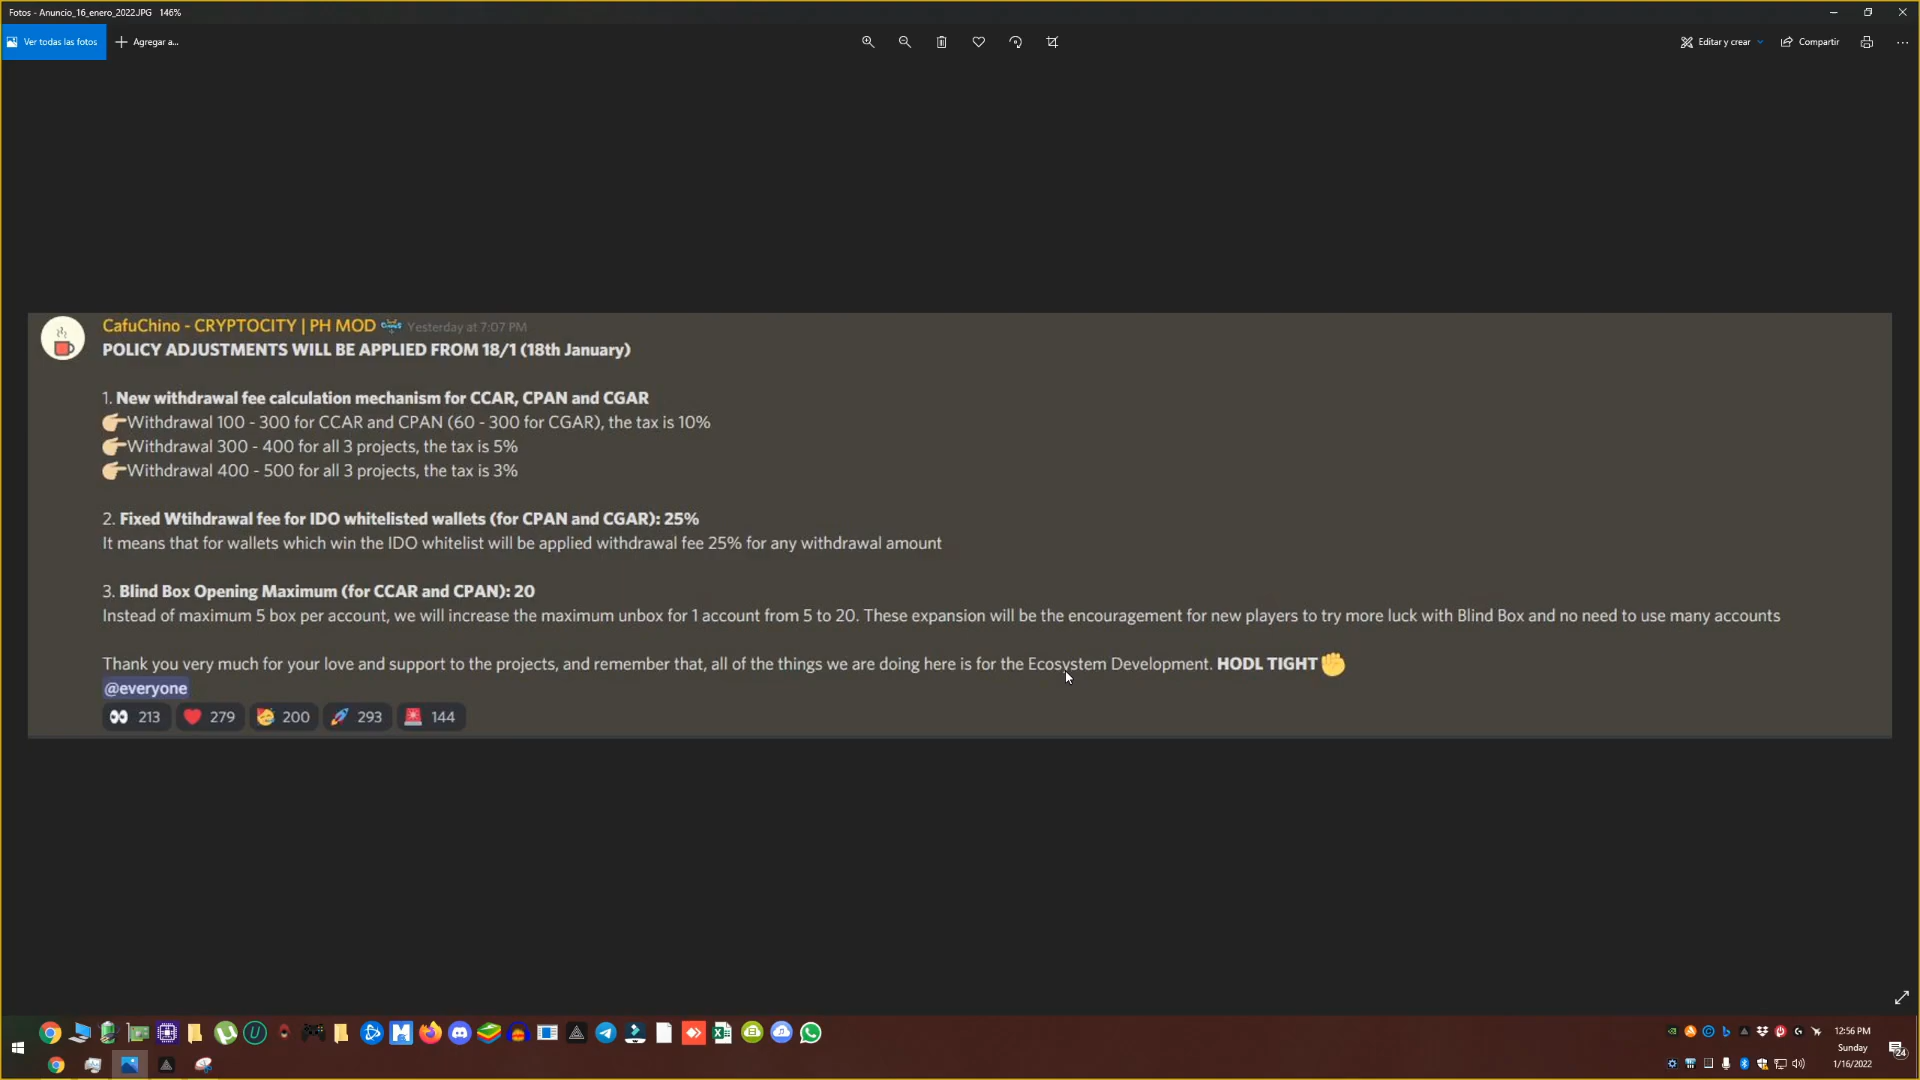 Fotos - Anuncio_16_enero_2022.JPG 146%
Ver todas las fotos
Agregar a...
Editar y crear
Compartir
CafuChino - CRYPTOCITY | PH MOD Yesterday at 7:07 PM
POLICY ADJUSTMENTS WILL BE APPLIED FROM 18/1 (18th January)
1. New withdrawal fee calculation mechanism for CCAR, CPAN and CGAR
👉Withdrawal 100 - 300 for CCAR and CPAN (60 - 300 for CGAR), the tax is 10%
👉Withdrawal 300 - 400 for all 3 projects, the tax is 5%
👉Withdrawal 400 - 500 for all 3 projects, the tax is 3%
2. Fixed Wtihdrawal fee for IDO whitelisted wallets (for CPAN and CGAR): 25%
It means that for wallets which win the IDO whitelist will be applied withdrawal fee 25% for any withdrawal amount
3. Blind Box Opening Maximum (for CCAR and CPAN): 20
Instead of maximum 5 box per account, we will increase the maximum unbox for 1 account from 5 to 20. These expansion will be the encouragement for new players to try more luck with Blind Box and no need to use many accounts
Thank you very much for your love and support to the projects, and remember that, all of the things we are doing here is for the Ecosystem Development. HODL TIGHT ✊
@everyone
👀 213 ❤️ 279 🥳 200 🚀 293 🚨 144
12:56 PM
Sunday
1/16/2022
24